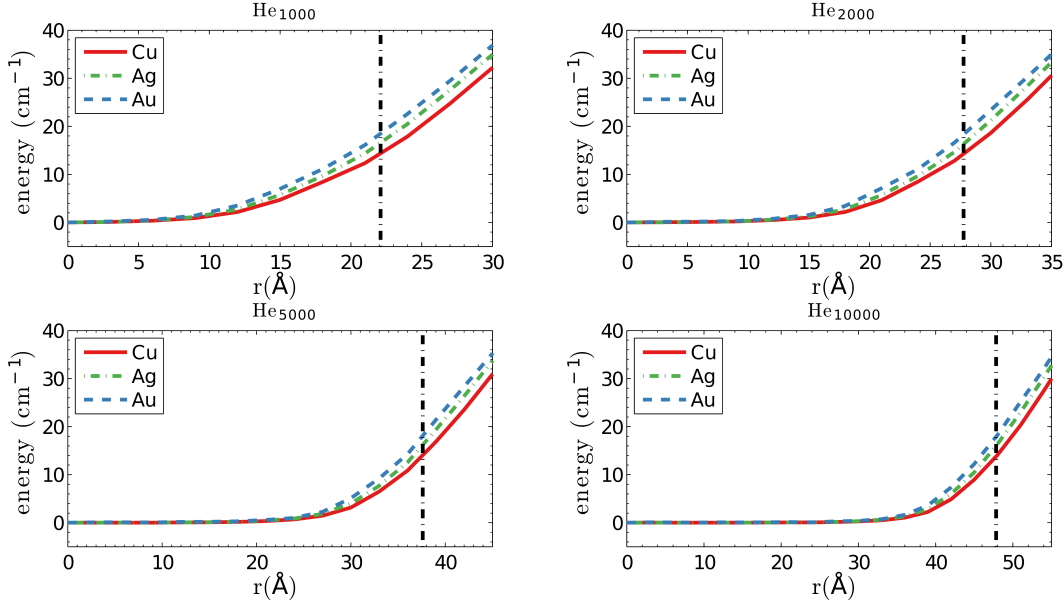 He₁₀₀₀
energy (cm⁻¹)
40
30
20
10
0
Cu
Ag
Au
0 5 10 15 20 25 30
r(Å)
He₂₀₀₀
energy (cm⁻¹)
40
30
20
10
0
Cu
Ag
Au
0 5 10 15 20 25 30 35
r(Å)
He₅₀₀₀
energy (cm⁻¹)
40
30
20
10
0
Cu
Ag
Au
0 10 20 30 40
r(Å)
He₁₀₀₀₀
energy (cm⁻¹)
40
30
20
10
0
Cu
Ag
Au
0 10 20 30 40 50
r(Å)